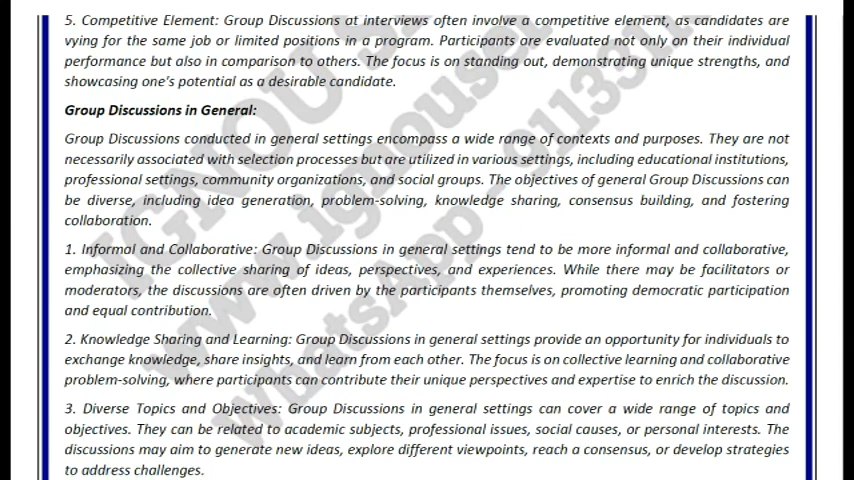 5. Competitive Element: Group Discussions at interviews often involve a competitive element, as candidates are
vying for the same job or limited positions in a program. Participants are evaluated not only on their individual
performance but also in comparison to others. The focus is on standing out, demonstrating unique strengths, and
showcasing one's potential as a desirable candidate.
Group Discussions in General:
Group Discussions conducted in general settings encompass a wide range of contexts and purposes. They are not
necessarily associated with selection processes but are utilized in various settings, including educational institutions,
professional settings, community organizations, and social groups. The objectives of general Group Discussions can
be diverse, including idea generation, problem-solving, knowledge sharing, consensus building, and fostering
collaboration.
1. Informal and Collaborative: Group Discussions in general settings tend to be more informal and collaborative,
emphasizing the collective sharing of ideas, perspectives, and experiences. While there may be facilitators or
moderators, the discussions are often driven by the participants themselves, promoting democratic participation
and equal contribution.
2. Knowledge Sharing and Learning: Group Discussions in general settings provide an opportunity for individuals to
exchange knowledge, share insights, and learn from each other. The focus is on collective learning and collaborative
problem-solving, where participants can contribute their unique perspectives and expertise to enrich the discussion.
3. Diverse Topics and Objectives: Group Discussions in general settings can cover a wide range of topics and
objectives. They can be related to academic subjects, professional issues, social causes, or personal interests. The
discussions may aim to generate new ideas, explore different viewpoints, reach a consensus, or develop strategies
to address challenges.
IGNOU
www.ignouser
WhatsApp - 911331